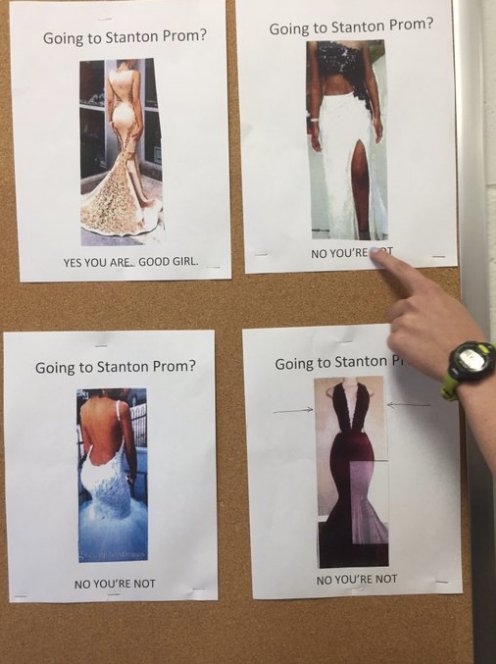 Going to Stanton Prom?
YES YOU ARE.. GOOD GIRL.
Going to Stanton Prom?
NO YOU'RE
Going to Stanton Prom?
NO YOU'RE NOT
Going to Stanton
NO YOU'RE NOT